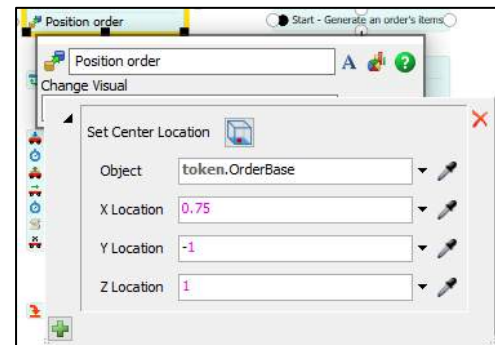 Position order
Start - Generate an order's items
Position order
A
?
Change Visual
Set Center Location
Object token.OrderBase
X Location 0.75
Y Location -1
Z Location 1